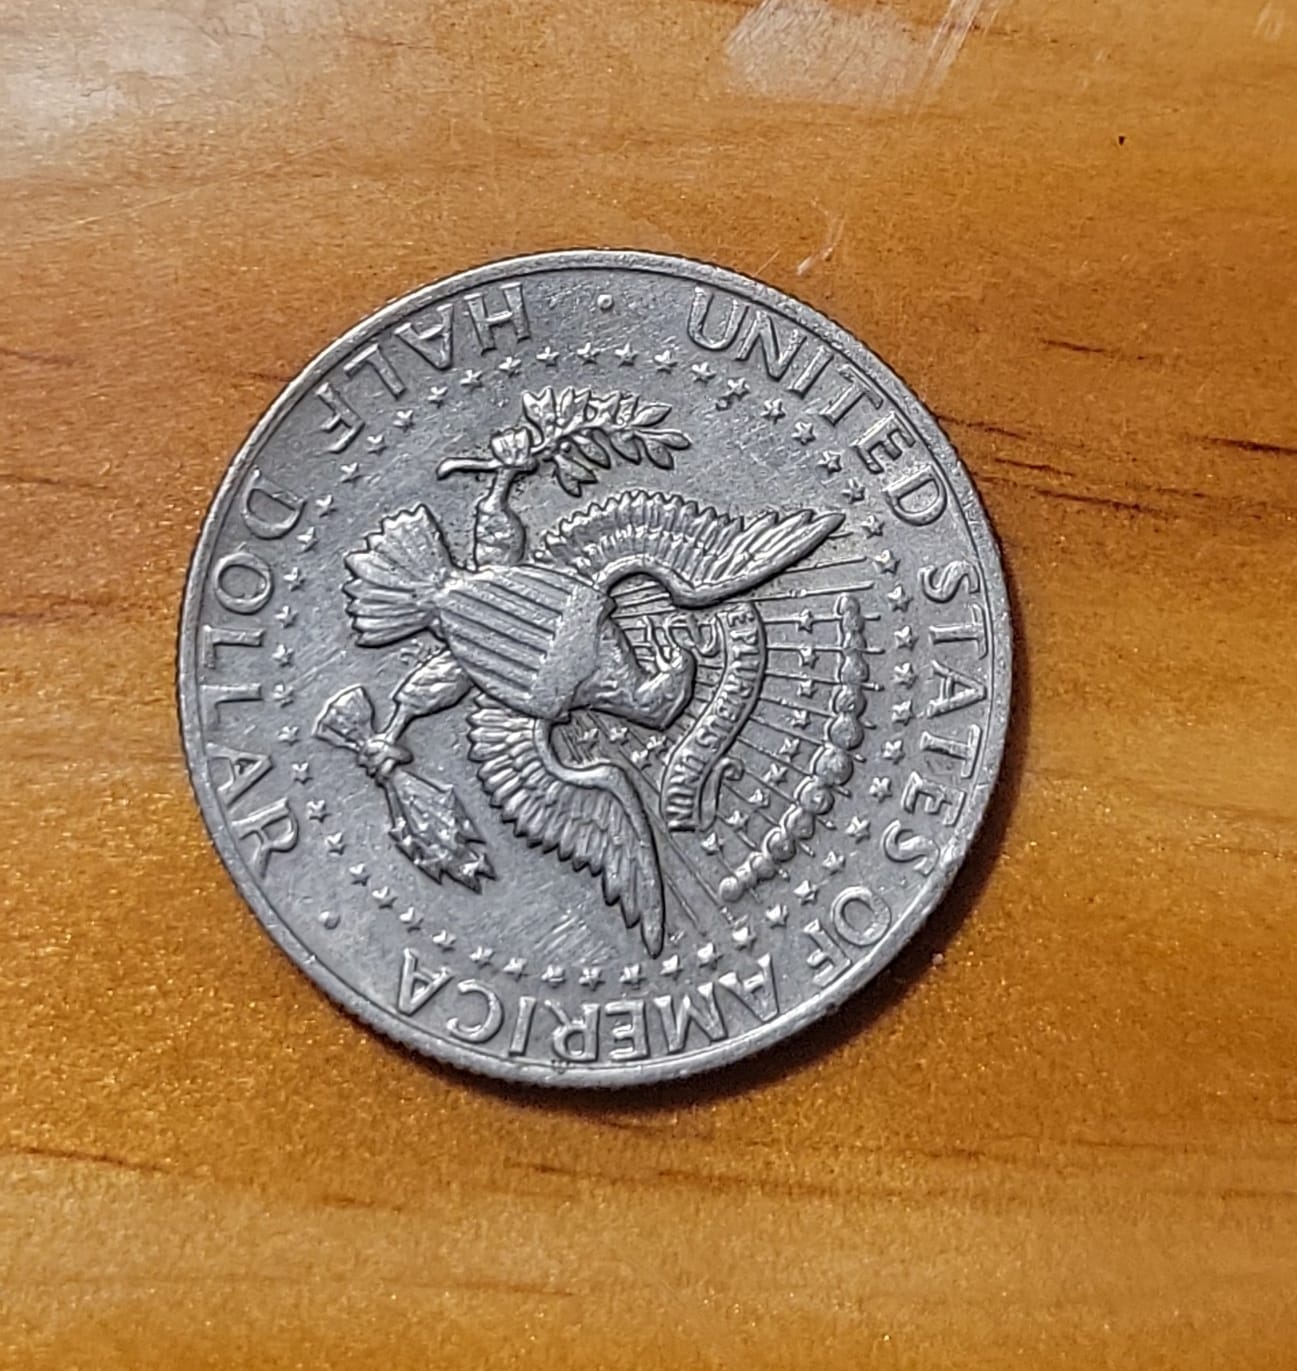 UNITED STATES OF AMERICA
E PLURIBUS UNUM
HALF DOLLAR